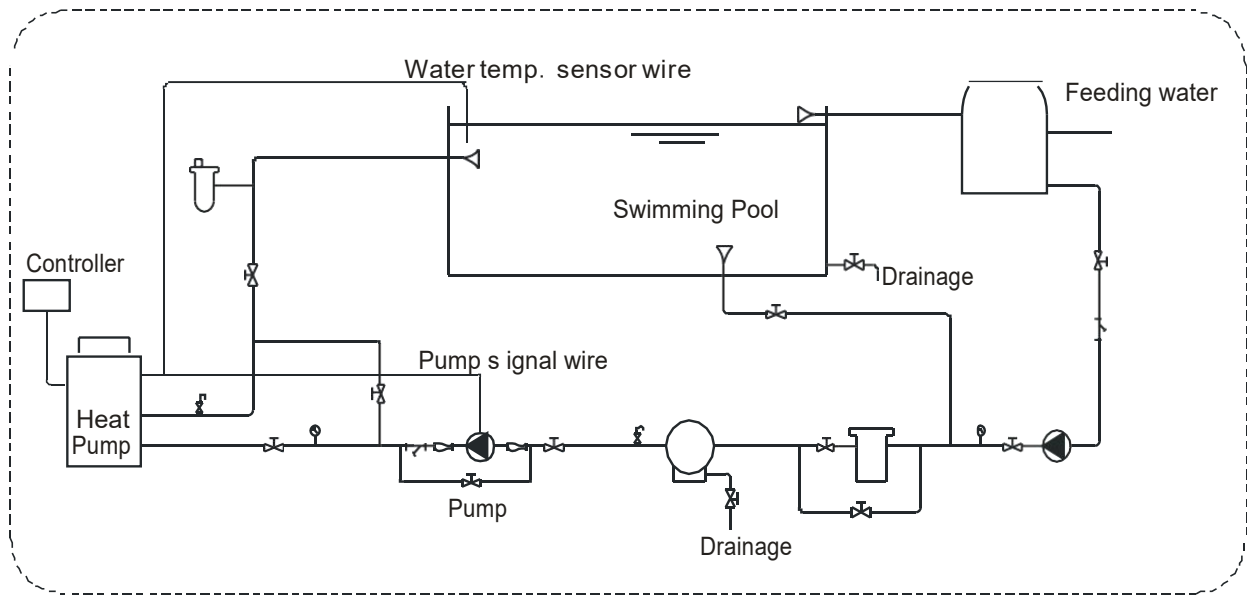 Water temp. sensor wire
Feeding water
Swimming Pool
Controller
Drainage
Pump s ignal wire
Heat
Pump
Pump
Drainage